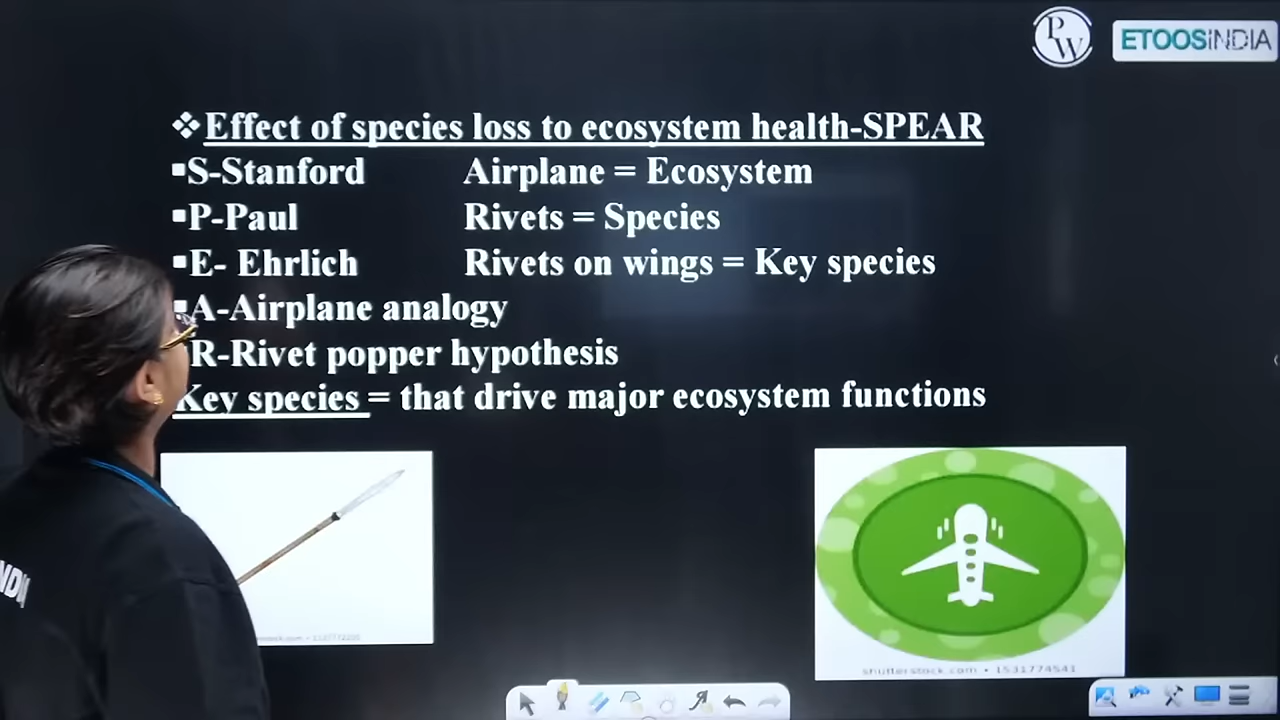 PW
ETOOSINDIA
❖Effect of species loss to ecosystem health-SPEAR
▪S-Stanford Airplane = Ecosystem
▪P-Paul Rivets = Species
▪E- Ehrlich Rivets on wings = Key species
▪A-Airplane analogy
R-Rivet popper hypothesis
Key species = that drive major ecosystem functions
shutterstock.com • 1531774541